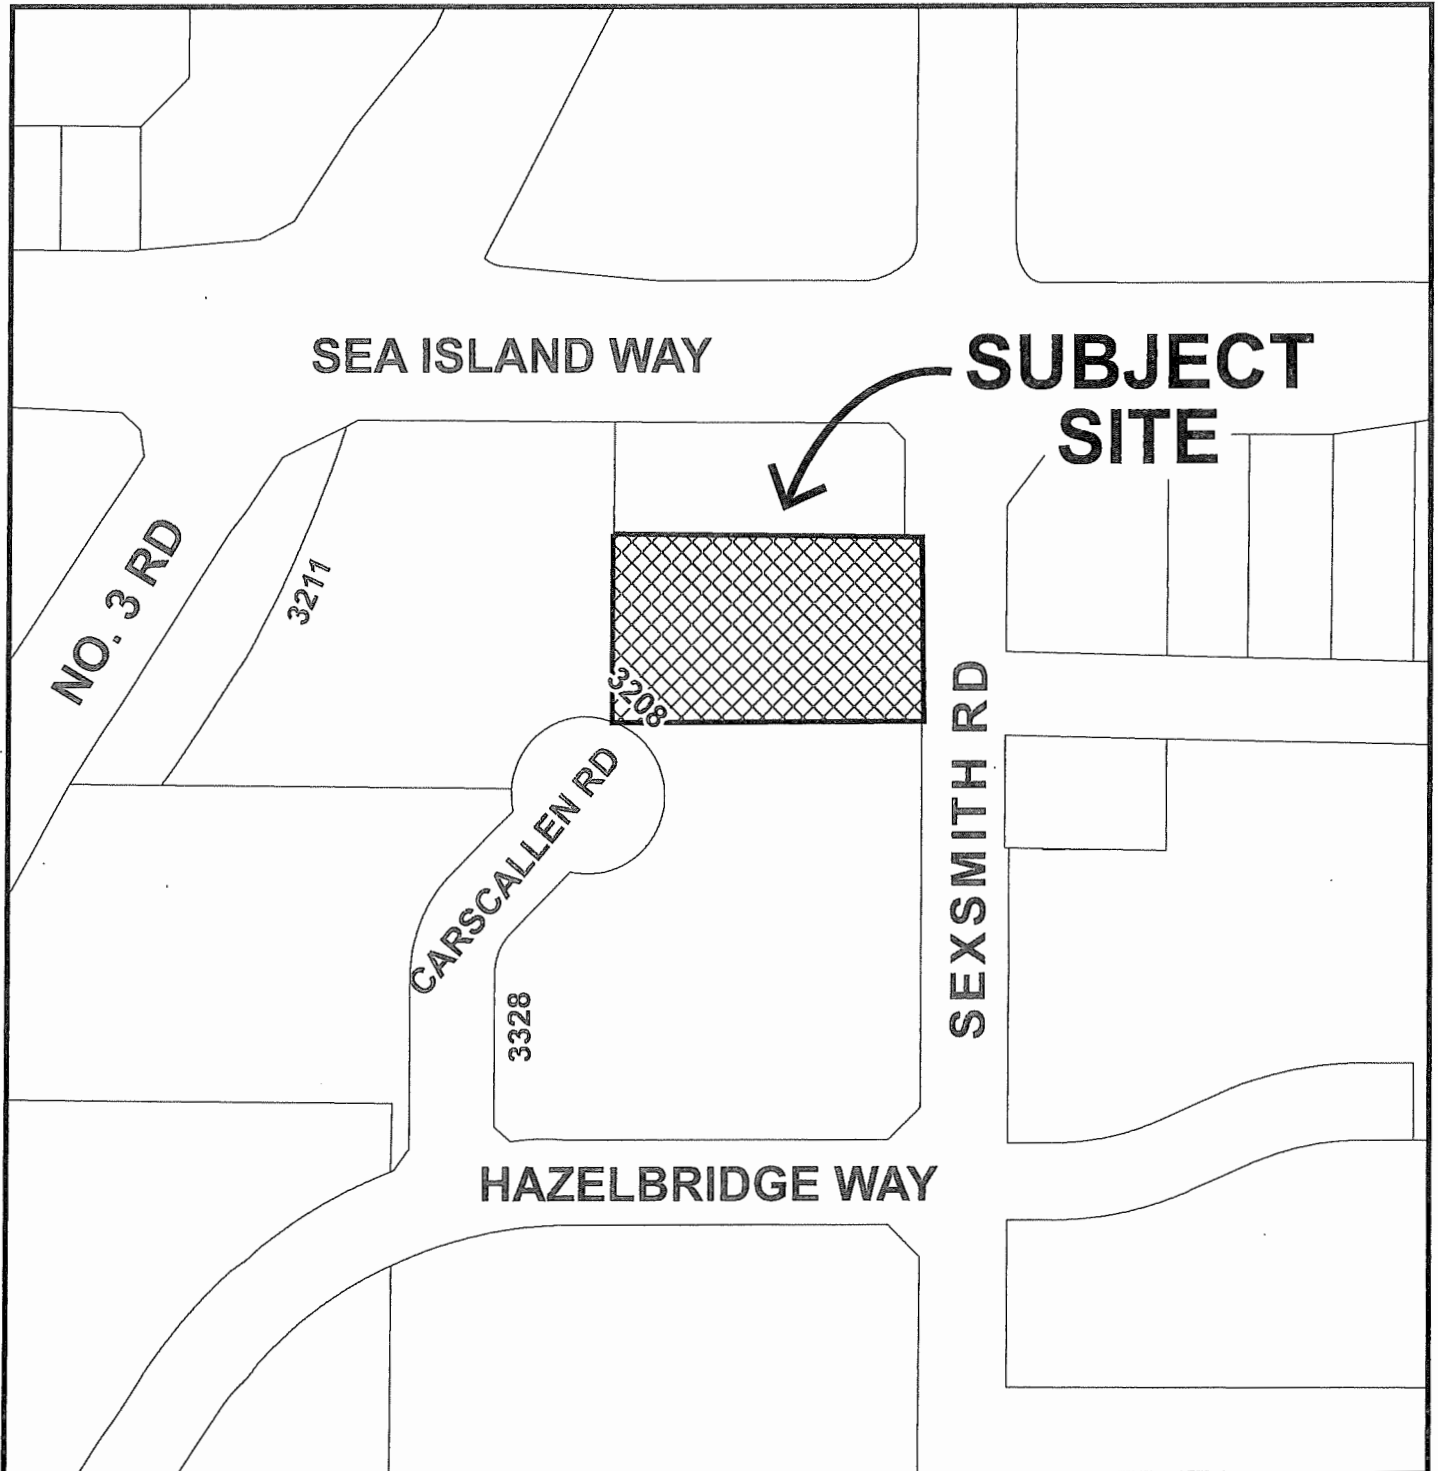 SEA ISLAND WAY
SUBJECT
SITE
NO. 3 RD
3211
3208
CARSCALLEN RD
SEXSMITH RD
3328
HAZELBRIDGE WAY